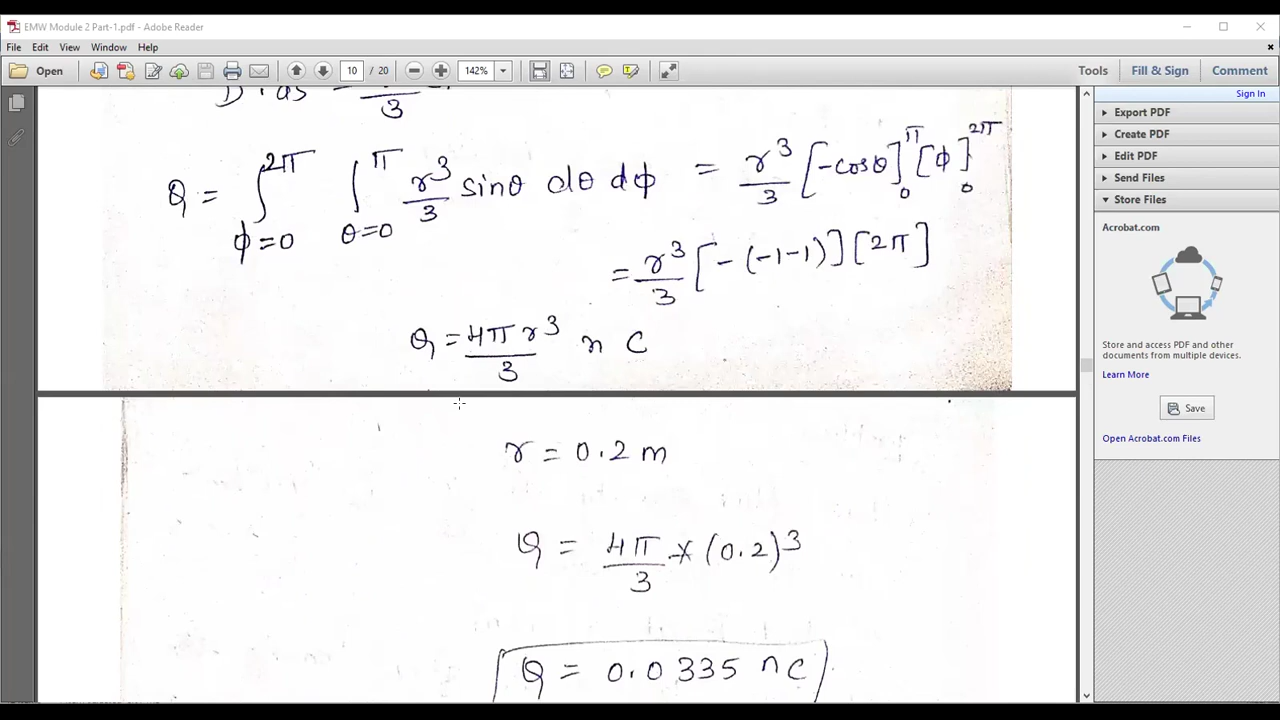 EMW Module 2 Part-1.pdf - Adobe Reader
File Edit View Window Help
Open 10 / 20 142% Tools Fill & Sign Comment
Sign In
Export PDF
Create PDF
Edit PDF
Send Files
Store Files
Acrobat.com
Store and access PDF and other
documents from multiple devices.
Learn More
Save
Open Acrobat.com Files
3
Q = ∫_{φ=0}^{2π} ∫_{θ=0}^{π} r³/3 sinθ dθ dφ = r³/3 [-cosθ]_0^π [φ]_0^{2π}
= r³/3 [-(-1-1)] [2π]
Q = 4πr³/3 n C
r = 0.2 m
Q = 4π/3 * (0.2)³
Q = 0.0335 nC